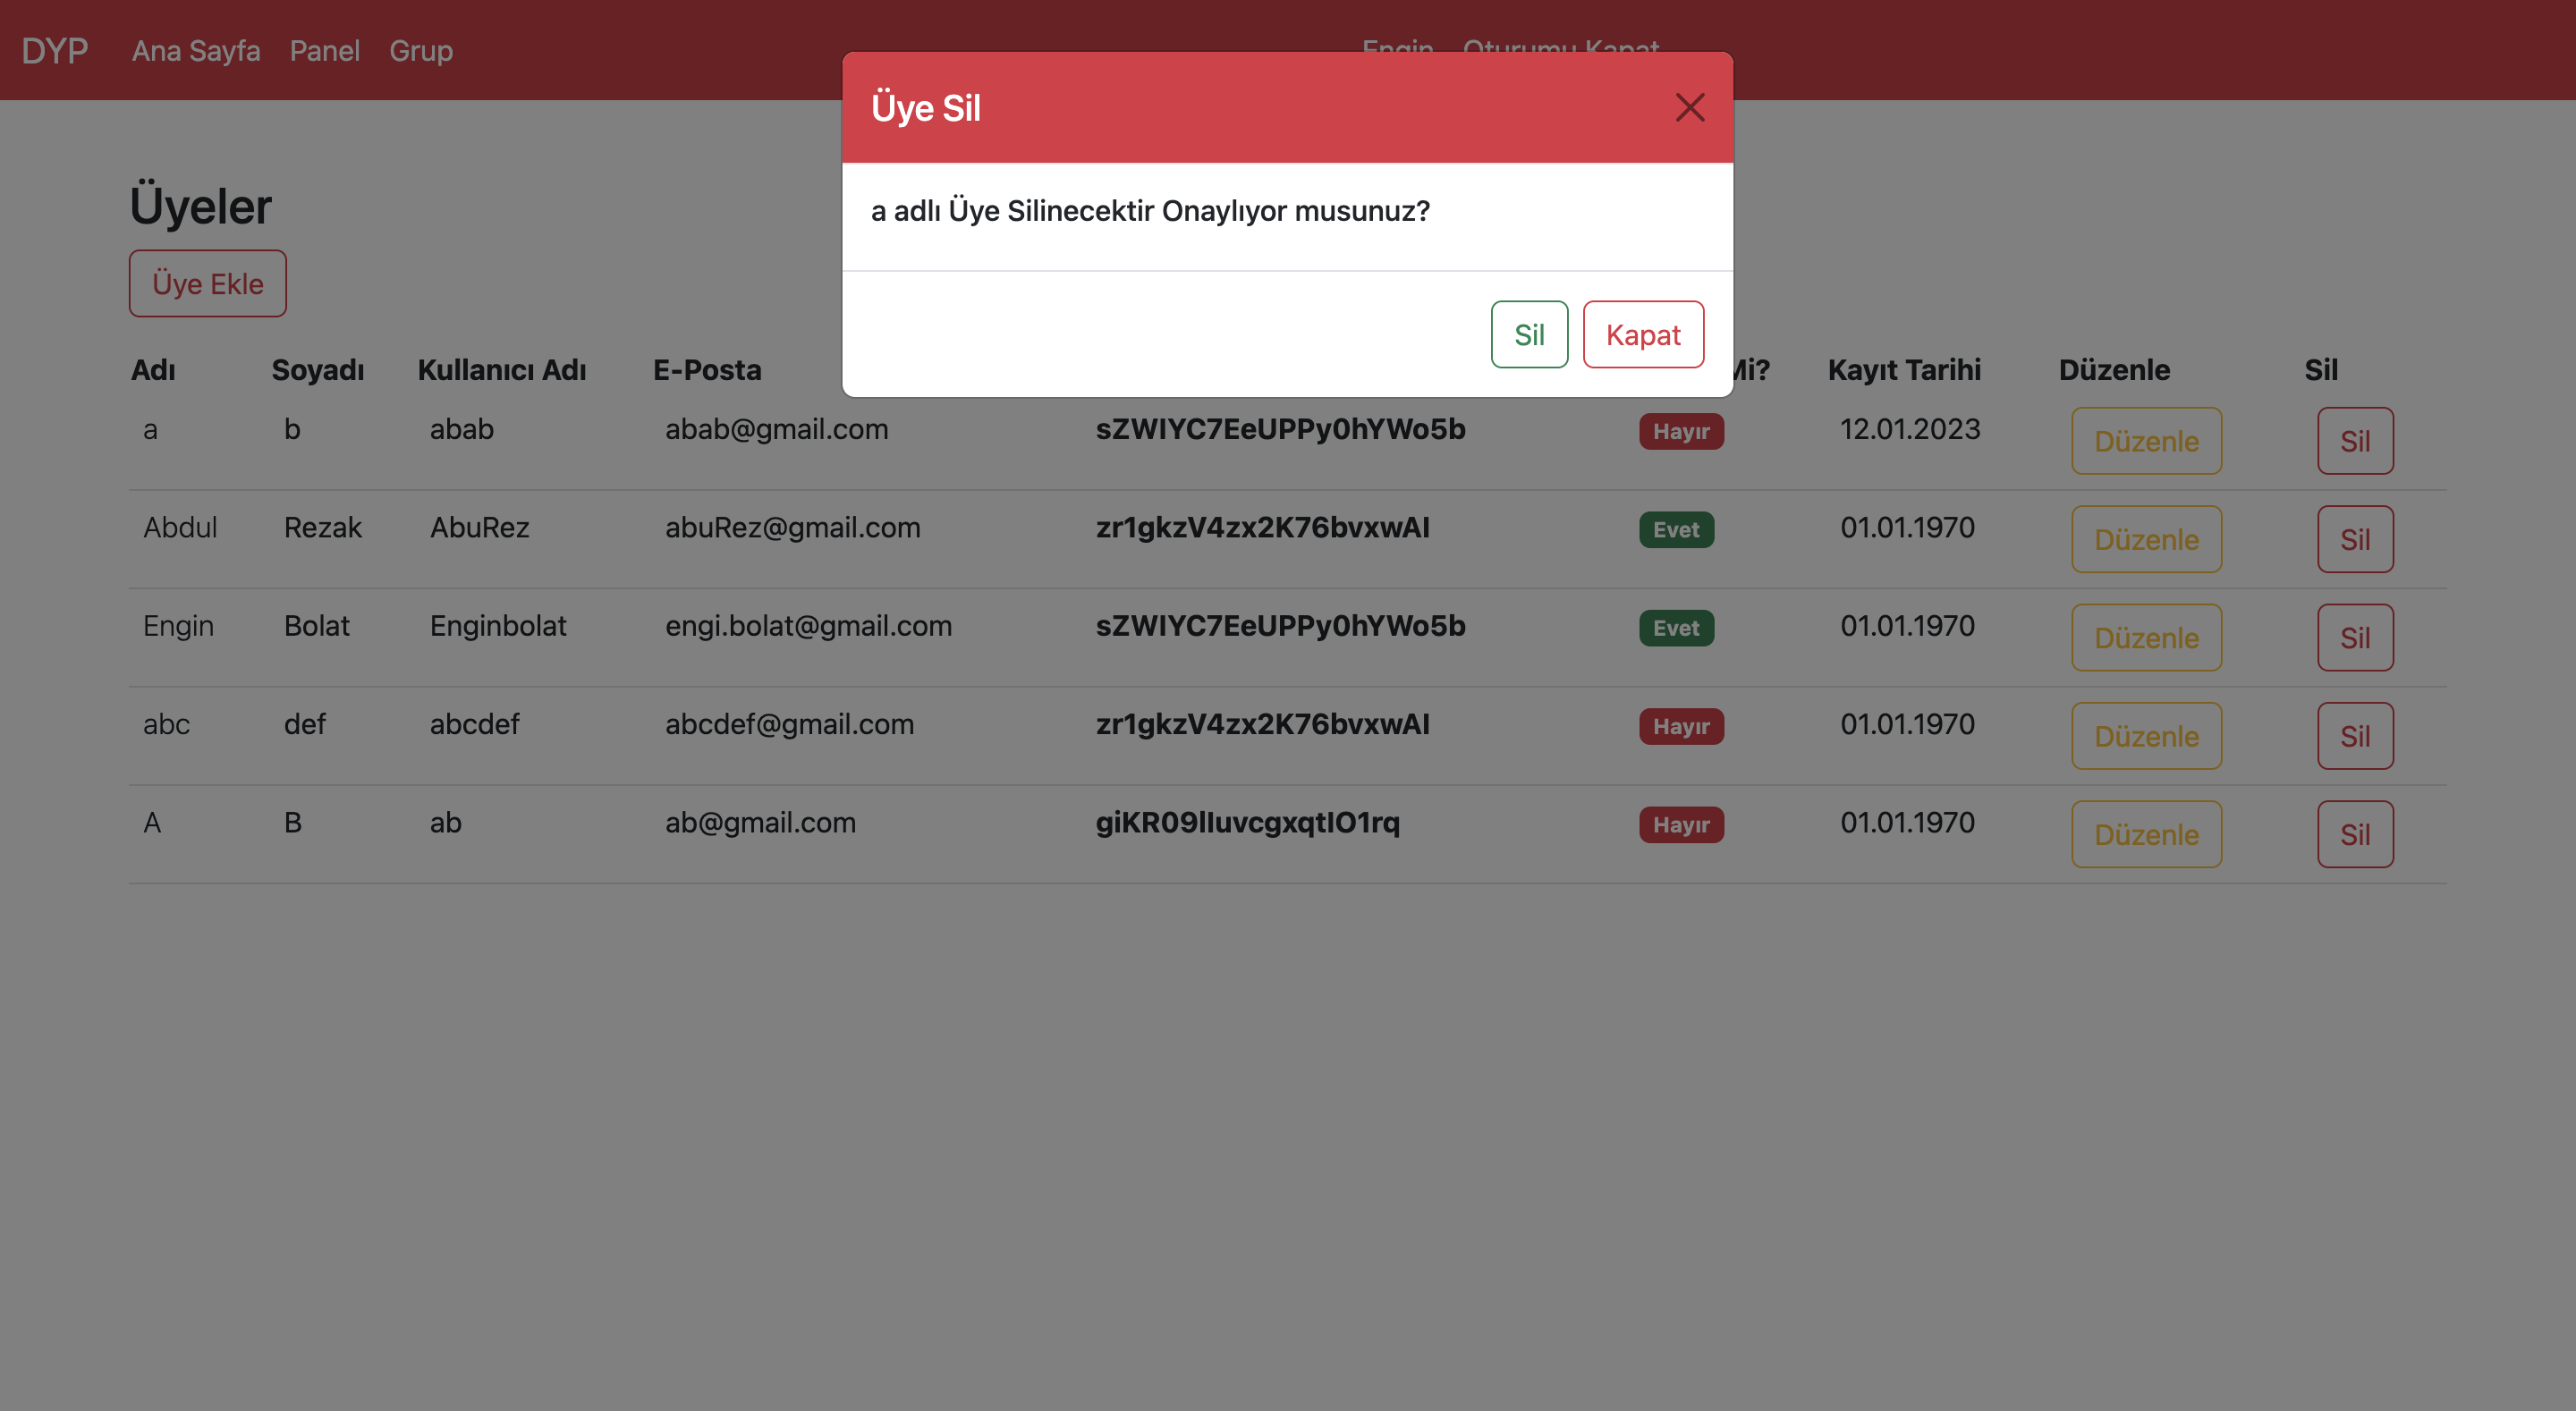 DYP Ana Sayfa Panel Grup Engin Oturumu Kapat
Üye Sil
a adlı Üye Silinecektir Onaylıyor musunuz?
Sil Kapat
Üyeler
Üye Ekle
Adı Soyadı Kullanıcı Adı E-Posta Mi? Kayıt Tarihi Düzenle Sil
a b abab abab@gmail.com sZWIYC7EeUPPy0hYWo5b Hayır 12.01.2023 Düzenle Sil
Abdul Rezak AbuRez abuRez@gmail.com zr1gkzV4zx2K76bvxwAI Evet 01.01.1970 Düzenle Sil
Engin Bolat Enginbolat engi.bolat@gmail.com sZWIYC7EeUPPy0hYWo5b Evet 01.01.1970 Düzenle Sil
abc def abcdef abcdef@gmail.com zr1gkzV4zx2K76bvxwAI Hayır 01.01.1970 Düzenle Sil
A B ab ab@gmail.com giKR09lIuvcgxqtIO1rq Hayır 01.01.1970 Düzenle Sil